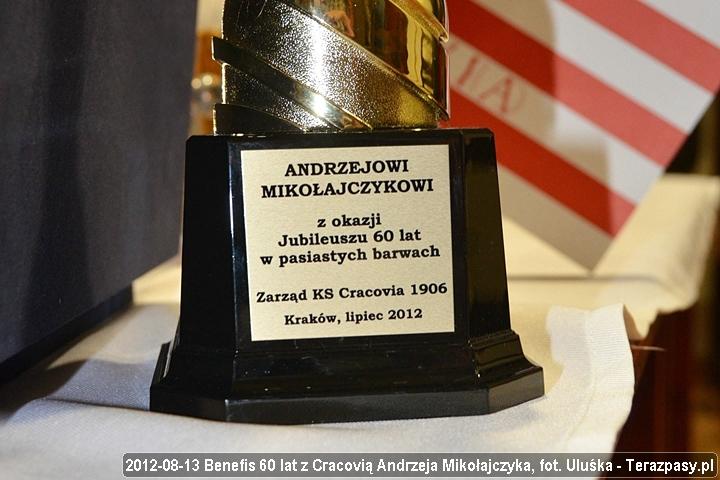 ANDRZEJOWI
MIKOŁAJCZYKOWI
z okazji
Jubileuszu 60 lat
w pasiastych barwach
Zarząd KS Cracovia 1906
Kraków, lipiec 2012
2012-08-13 Benefis 60 lat z Cracovią Andrzeja Mikołajczyka, fot. Uluśka - Terazpasy.pl